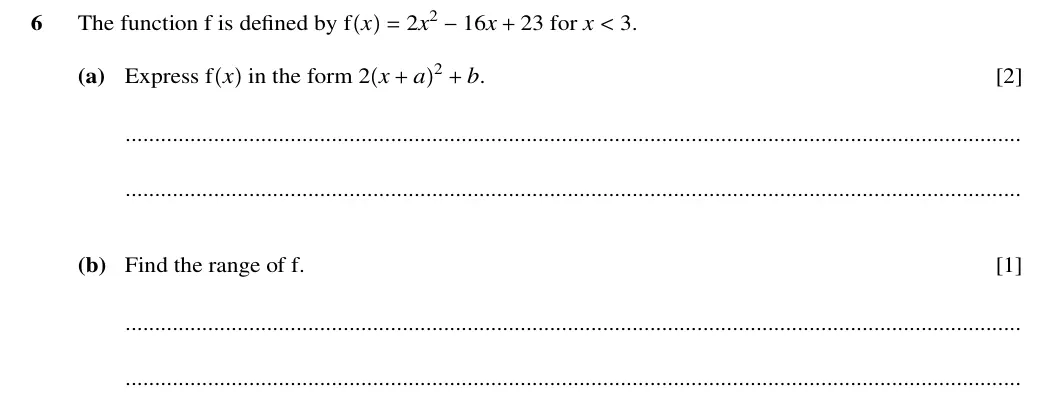 6 The function f is defined by f(x) = 2x² − 16x + 23 for x < 3.
(a) Express f(x) in the form 2(x + a)² + b. [2]
(b) Find the range of f. [1]